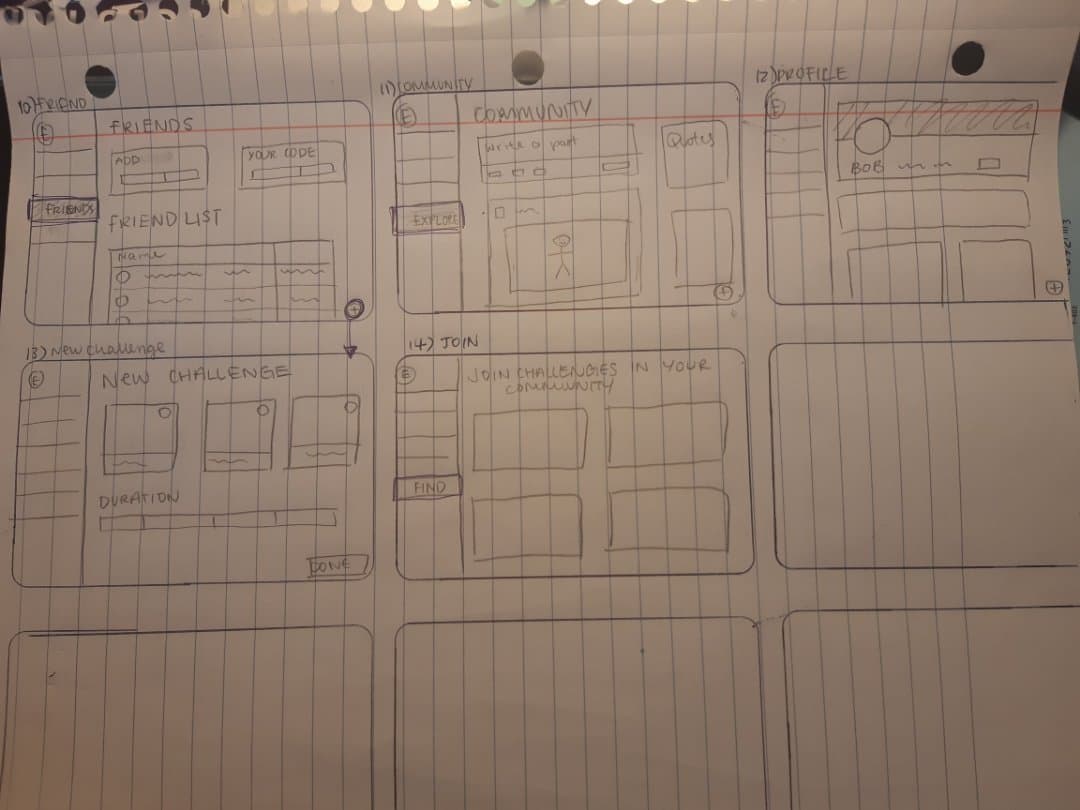 10) FRIEND
E
FRIENDS
ADD
YOUR CODE
FRIENDS
FRIEND LIST
Name
11) COMMUNITY
E
COMMUNITY
Write a post
Quotes
EXPLORE
12) PROFILE
E
BOB
13) New challenge
E
NEW CHALLENGE
DURATION
DONE
14) JOIN
E
JOIN CHALLENGES IN YOUR
COMMUNITY
FIND